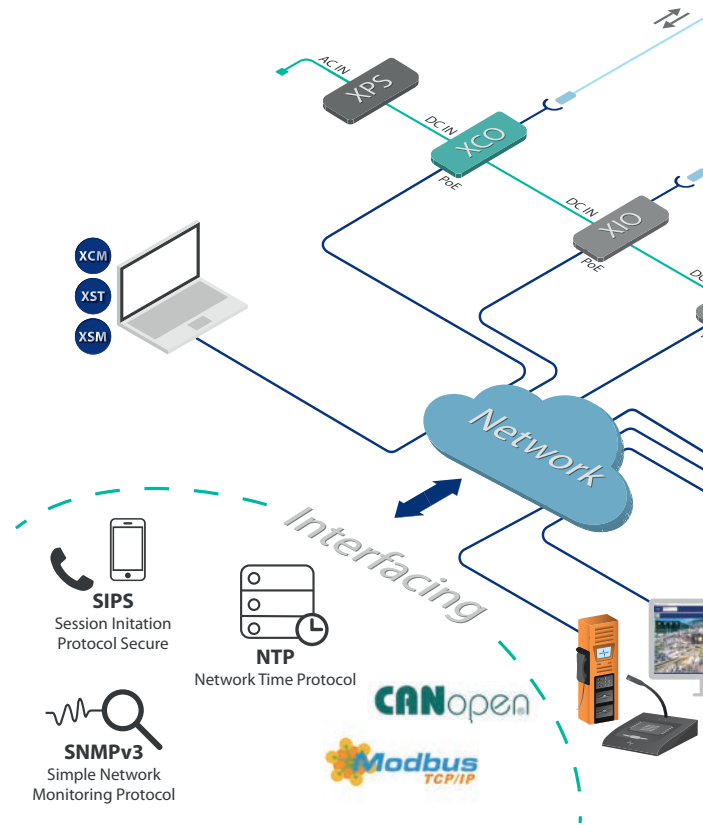 AC IN
XPS
DC IN
XCO
PoE
DC IN
XIO
PoE
DC
XCM
XST
XSM
Network
Interfacing
SIPS
Session Initation
Protocol Secure
NTP
Network Time Protocol
CANopen
SNMPv3
Simple Network
Monitoring Protocol
Modbus
TCP/IP